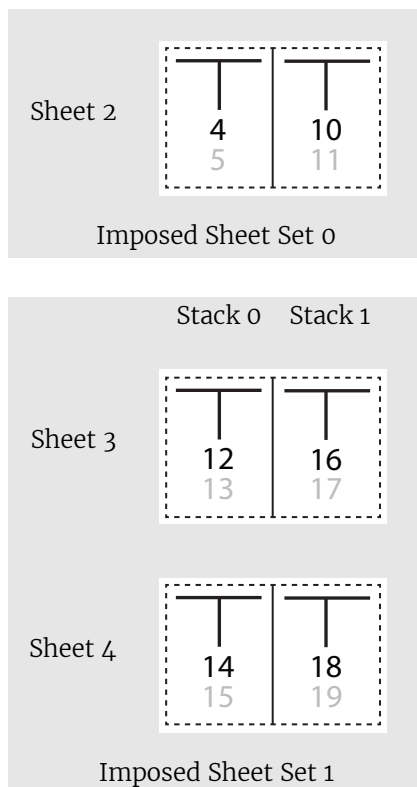 Sheet 2
4 10
5 11
Imposed Sheet Set 0
Stack 0 Stack 1
Sheet 3
12 16
13 17
Sheet 4
14 18
15 19
Imposed Sheet Set 1